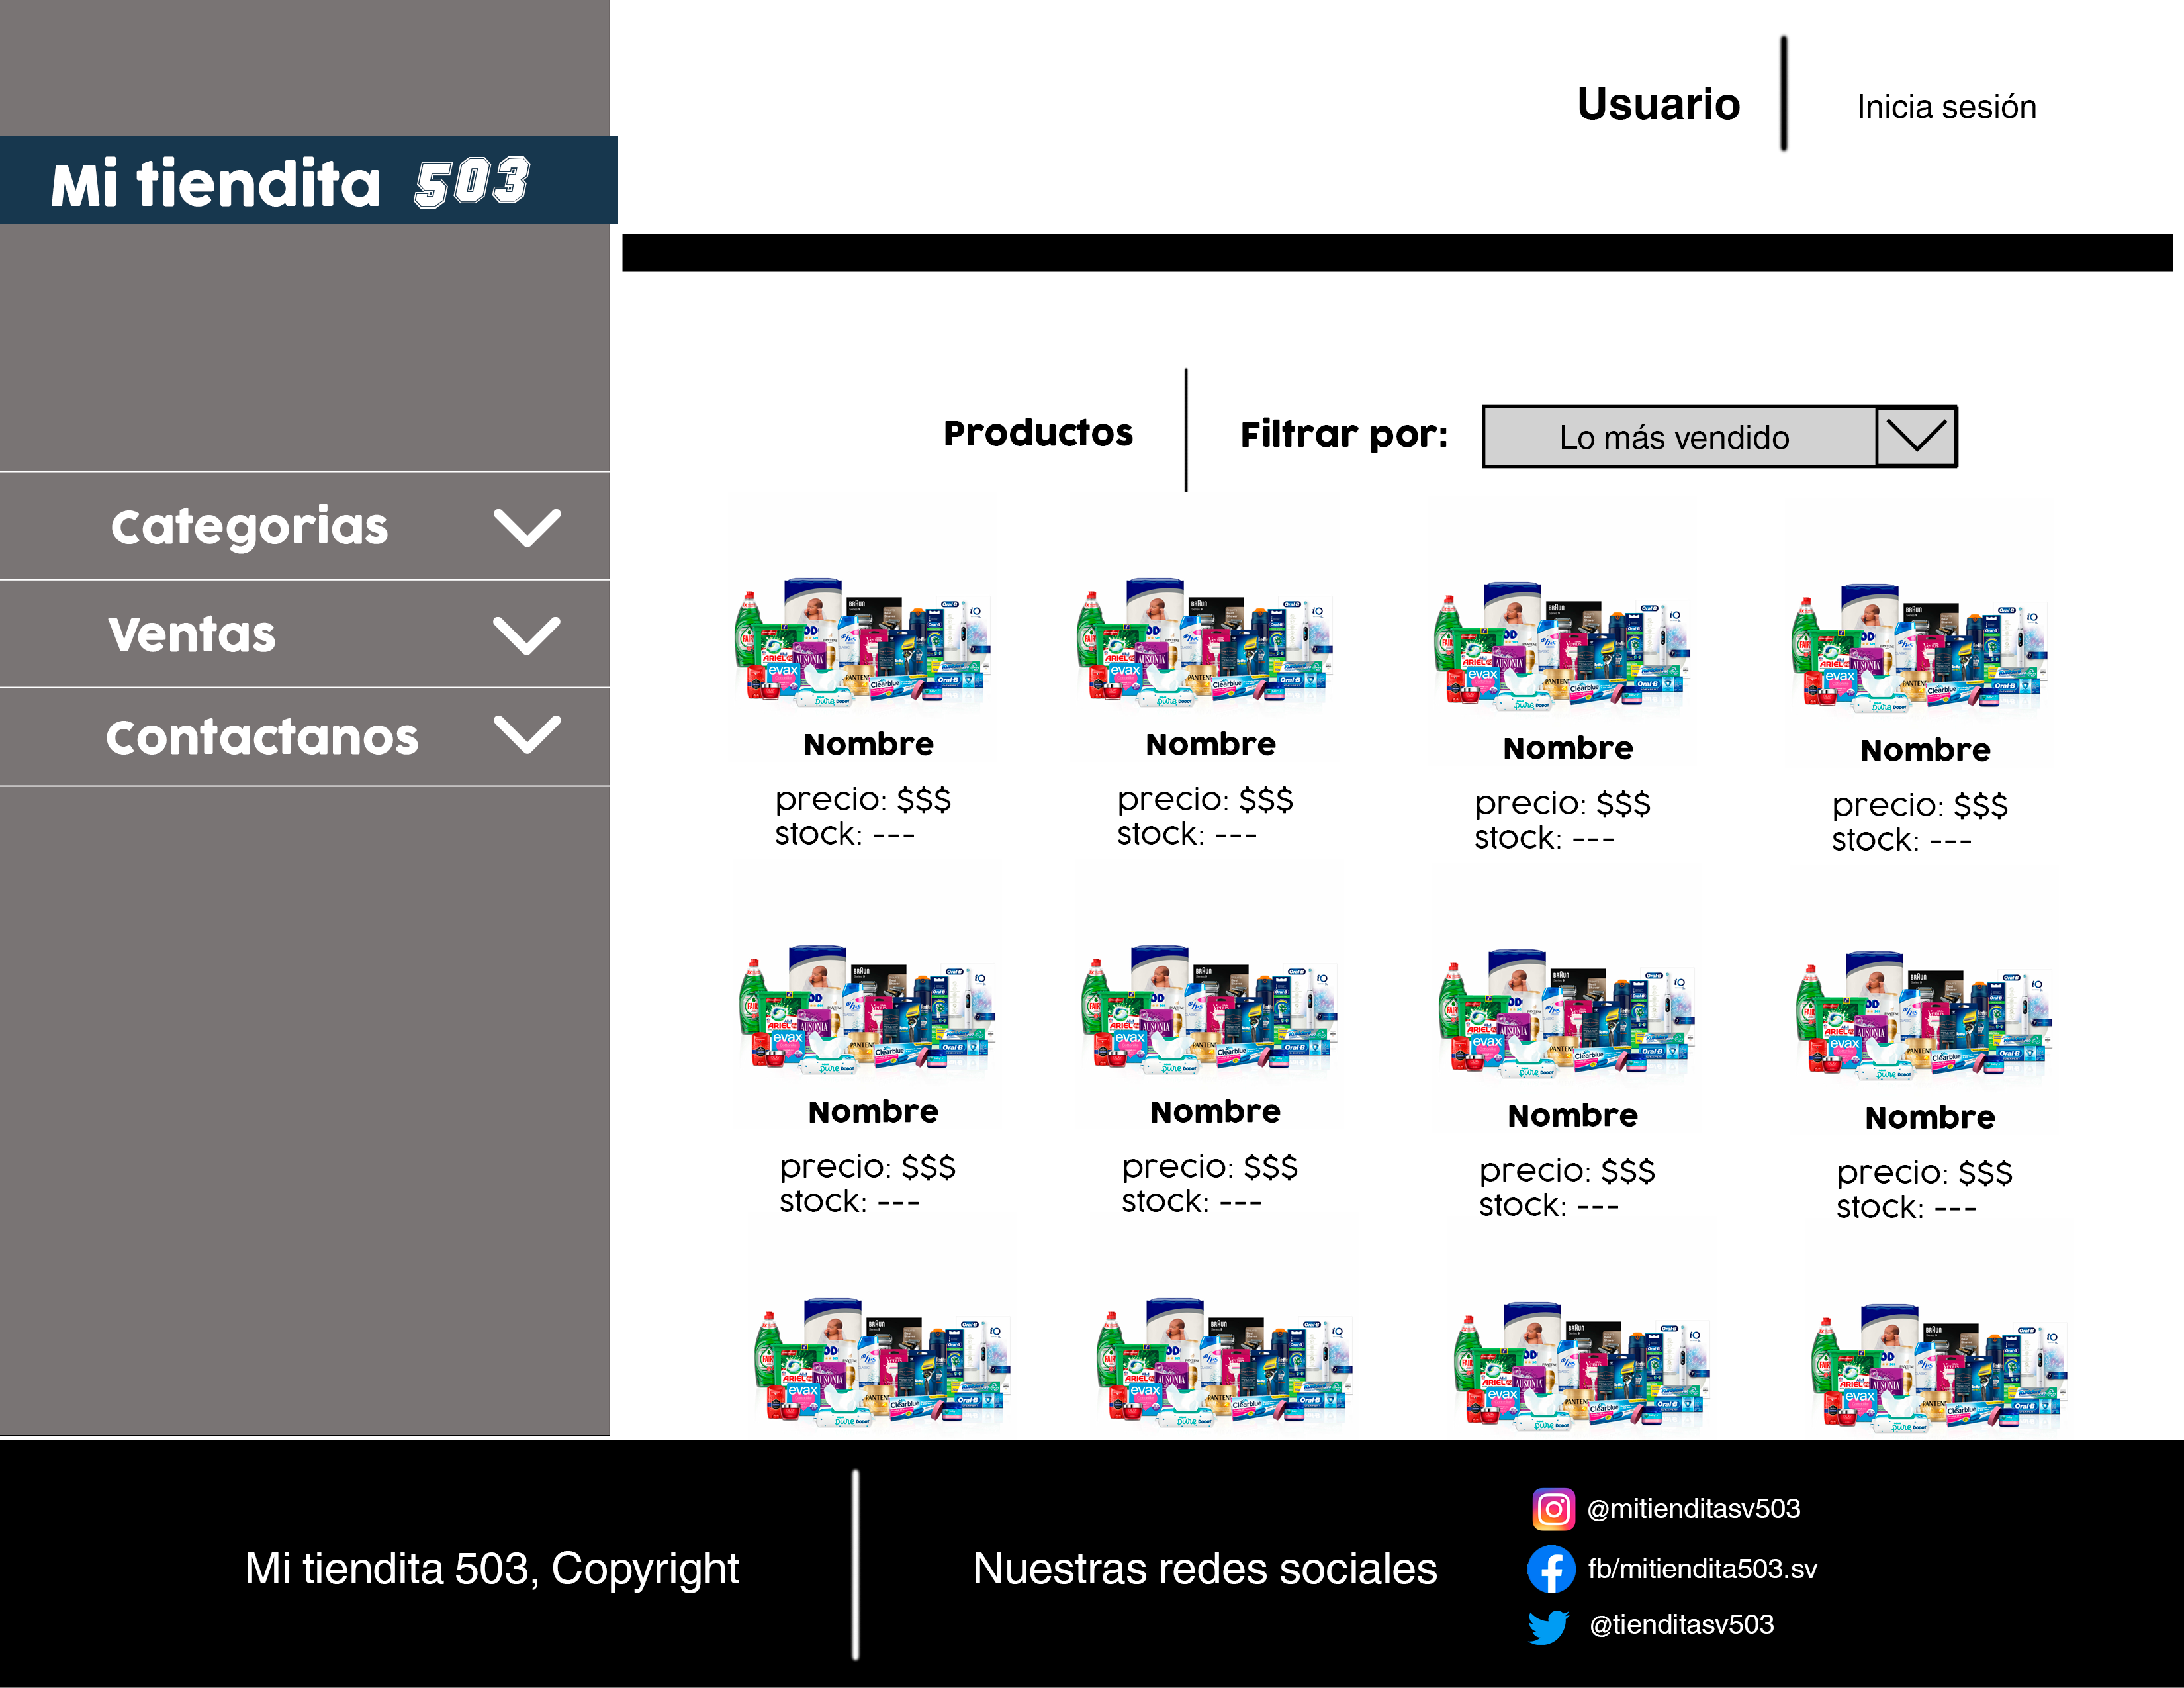 Usuario
Inicia sesión
Mi tiendita 503
Productos
Filtrar por:
Lo más vendido
Categorias
Ventas
Contactanos
Nombre
precio: $$$
stock: ---
Nombre
precio: $$$
stock: ---
Nombre
precio: $$$
stock: ---
Nombre
precio: $$$
stock: ---
Nombre
precio: $$$
stock: ---
Nombre
precio: $$$
stock: ---
Nombre
precio: $$$
stock: ---
Nombre
precio: $$$
stock: ---
Mi tiendita 503, Copyright
Nuestras redes sociales
@mitienditasv503
fb/mitiendita503.sv
@tienditasv503